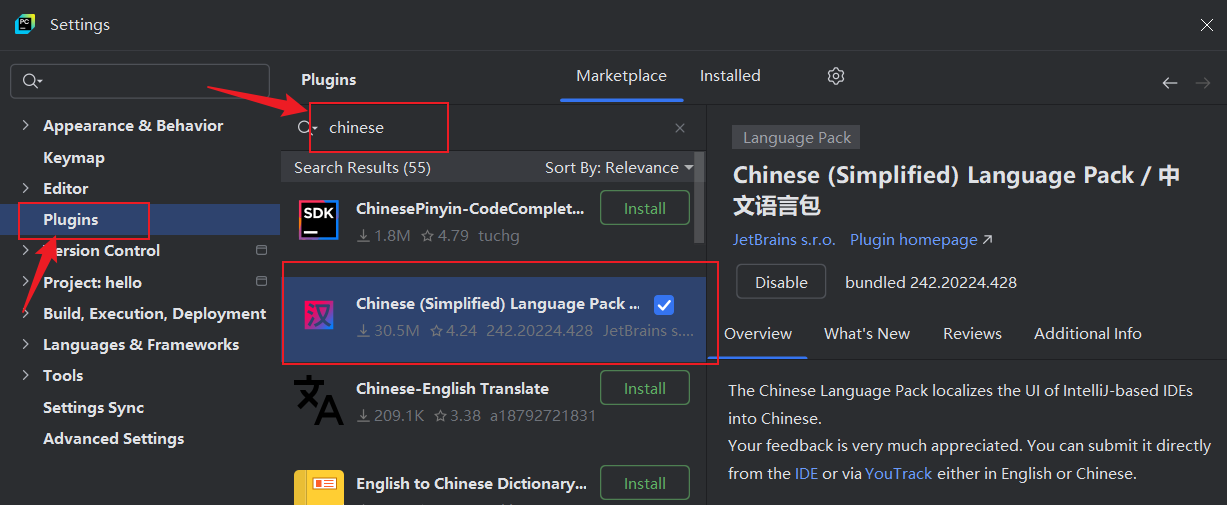 Settings
Plugins
Marketplace
Installed
Appearance & Behavior
Keymap
Editor
Plugins
Version Control
Project: hello
Build, Execution, Deployment
Languages & Frameworks
Tools
Settings Sync
Advanced Settings
chinese
Search Results (55)
Sort By: Relevance
SDK
ChinesePinyin-CodeComplet...
Install
1.8M 4.79 tuchg
汉
Chinese (Simplified) Language Pack ...
30.5M 4.24 242.20224.428 JetBrains s....
Chinese-English Translate
Install
209.1K 3.38 a18792721831
English to Chinese Dictionary...
Install
Language Pack
Chinese (Simplified) Language Pack / 中
文语言包
JetBrains s.r.o. Plugin homepage
Disable
bundled 242.20224.428
Overview
What's New
Reviews
Additional Info
The Chinese Language Pack localizes the UI of IntelliJ-based IDEs
into Chinese.
Your feedback is very much appreciated. You can submit it directly
from the IDE or via YouTrack either in English or Chinese.